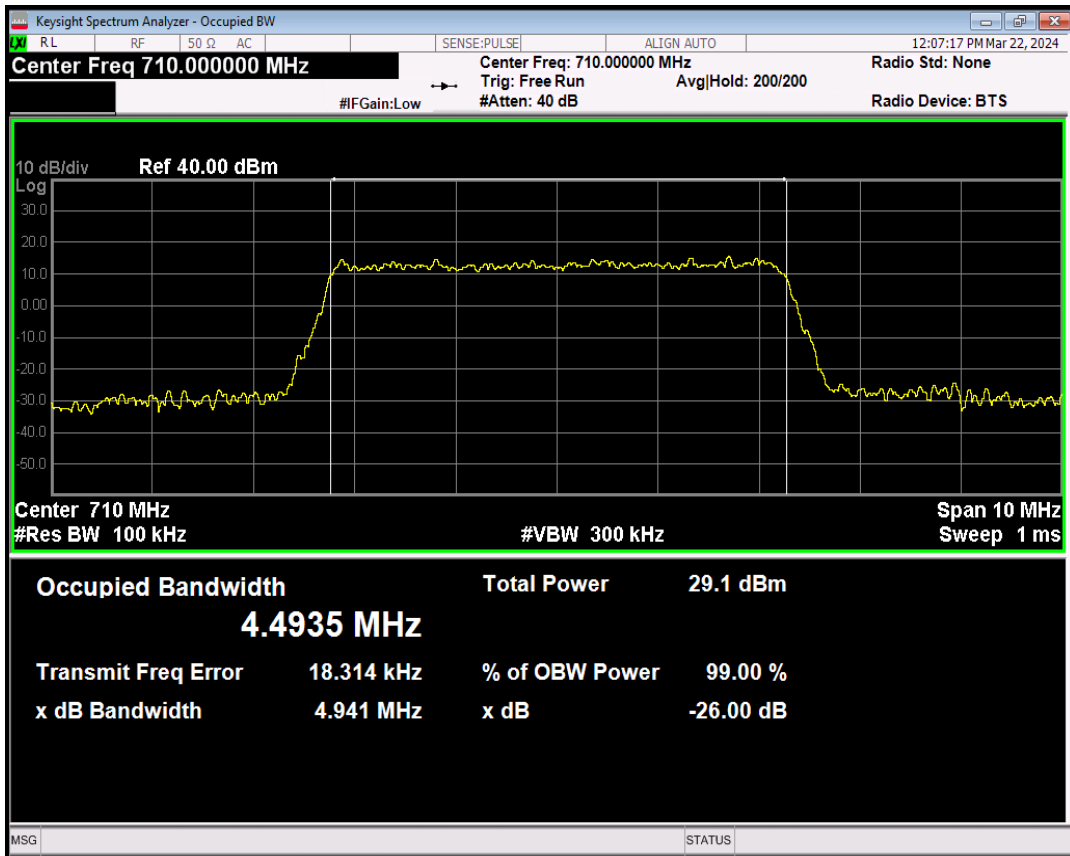 Keysight Spectrum Analyzer - Occupied BW
LXI RL RF 50 Ω AC SENSE:PULSE ALIGN AUTO 12:07:17 PM Mar 22, 2024
Center Freq 710.000000 MHz Center Freq: 710.000000 MHz Radio Std: None
Trig: Free Run Avg|Hold: 200/200
#IFGain:Low #Atten: 40 dB Radio Device: BTS
10 dB/div Ref 40.00 dBm
Log
30.0
20.0
10.0
0.00
-10.0
-20.0
-30.0
-40.0
-50.0
Center 710 MHz Span 10 MHz
#Res BW 100 kHz #VBW 300 kHz Sweep 1 ms
Occupied Bandwidth Total Power 29.1 dBm
4.4935 MHz
Transmit Freq Error 18.314 kHz % of OBW Power 99.00 %
x dB Bandwidth 4.941 MHz x dB -26.00 dB
MSG STATUS